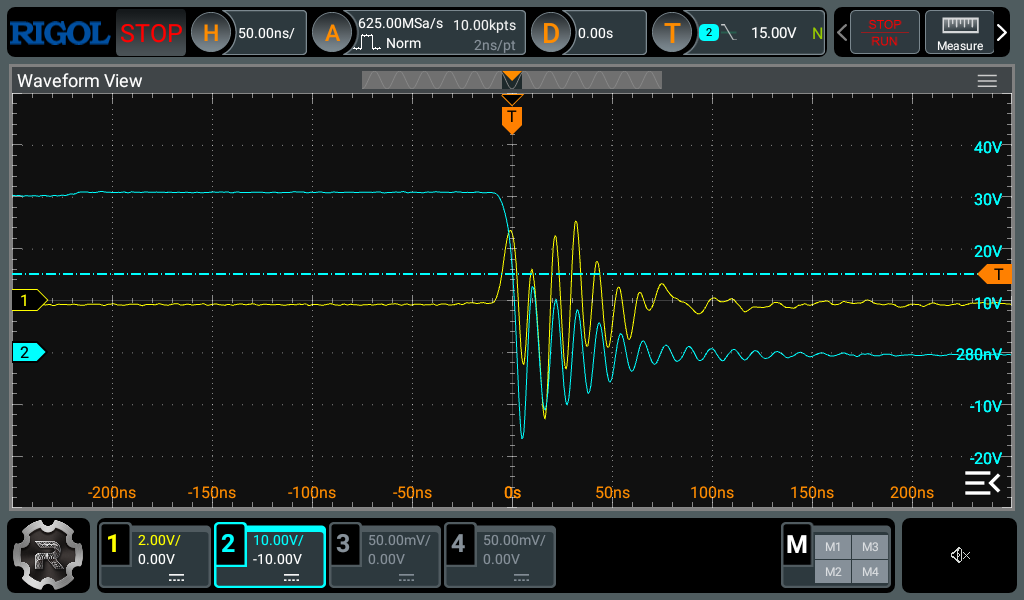 RIGOL STOP H 50.00ns/ A 625.00MSa/s 10.00kpts D 0.00s T 2 15.00V N STOP Measure
Norm 2ns/pt RUN
Waveform View
T
40V
30V
20V
T
1 10V
2 280nV
-10V
-20V
-200ns -150ns -100ns -50ns 0s 50ns 100ns 150ns 200ns
R 1 2.00V/ 2 10.00V/ 3 50.00mV/ 4 50.00mV/ M M1 M3
0.00V -10.00V 0.00V 0.00V M2 M4